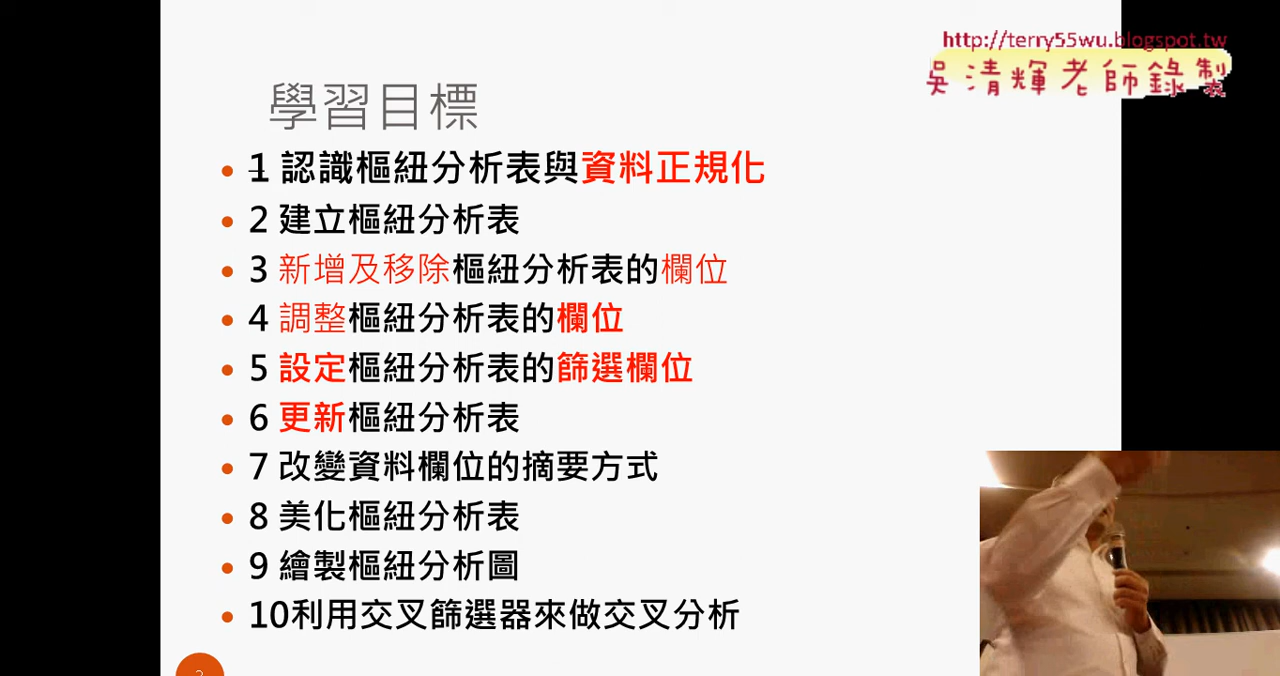 http://terry55wu.blogspot.tw
吳清輝老師錄製
學習目標
• 1 認識樞紐分析表與資料正規化
• 2 建立樞紐分析表
• 3 新增及移除樞紐分析表的欄位
• 4 調整樞紐分析表的欄位
• 5 設定樞紐分析表的篩選欄位
• 6 更新樞紐分析表
• 7 改變資料欄位的摘要方式
• 8 美化樞紐分析表
• 9 繪製樞紐分析圖
• 10利用交叉篩選器來做交叉分析